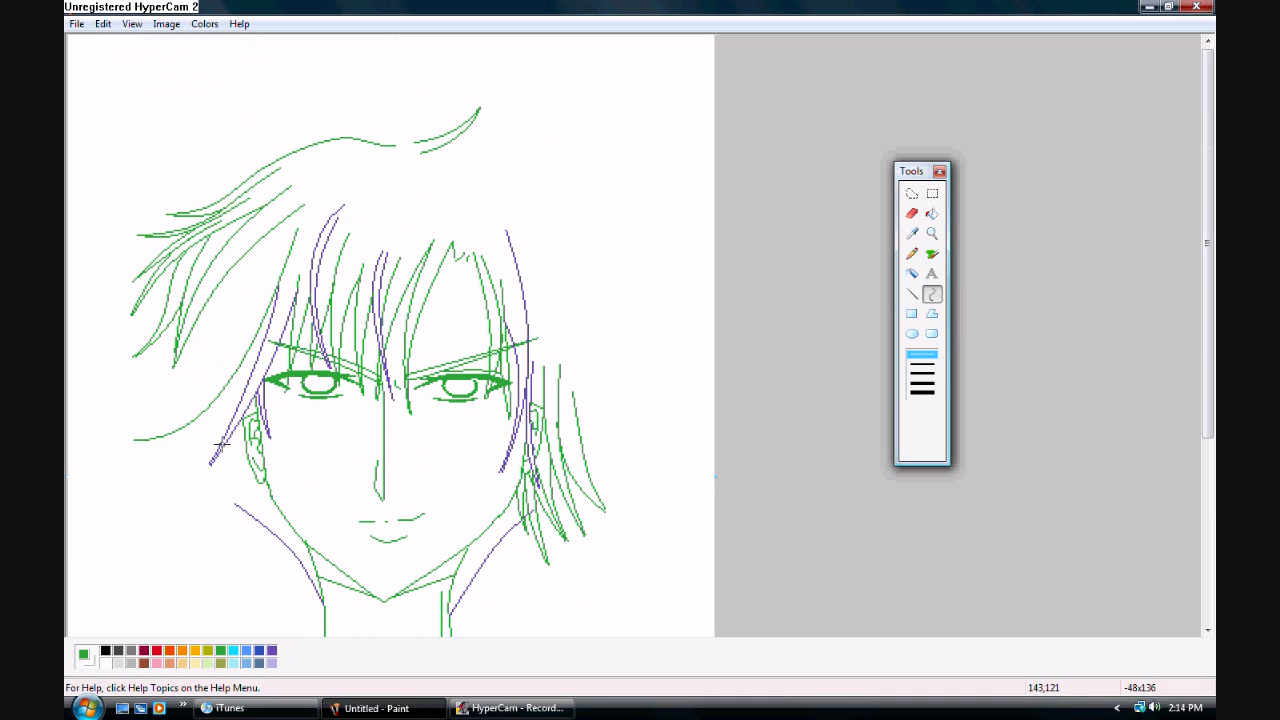 Unregistered HyperCam 2
File Edit View Image Colors Help
Tools
A
For Help, click Help Topics on the Help Menu.
143,121
-48x136
iTunes
Untitled - Paint
HyperCam - Record...
2:14 PM